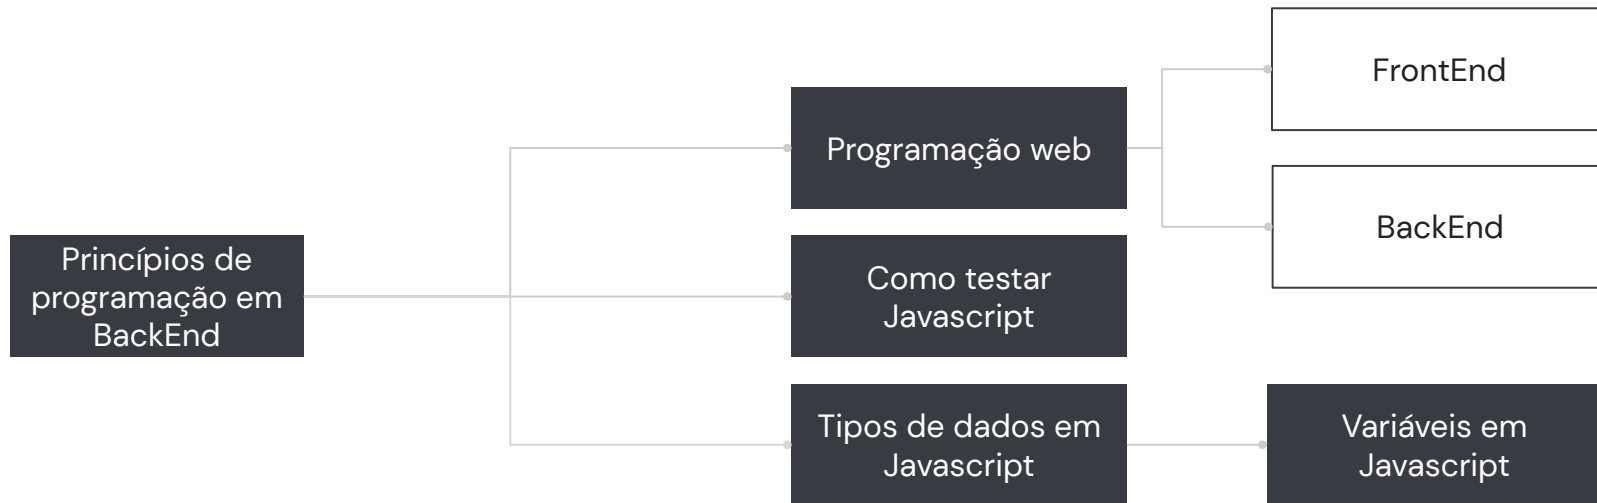 FrontEnd
Programação web
BackEnd
Princípios de
programação em
BackEnd
Como testar
Javascript
Tipos de dados em
Javascript
Variáveis em
Javascript